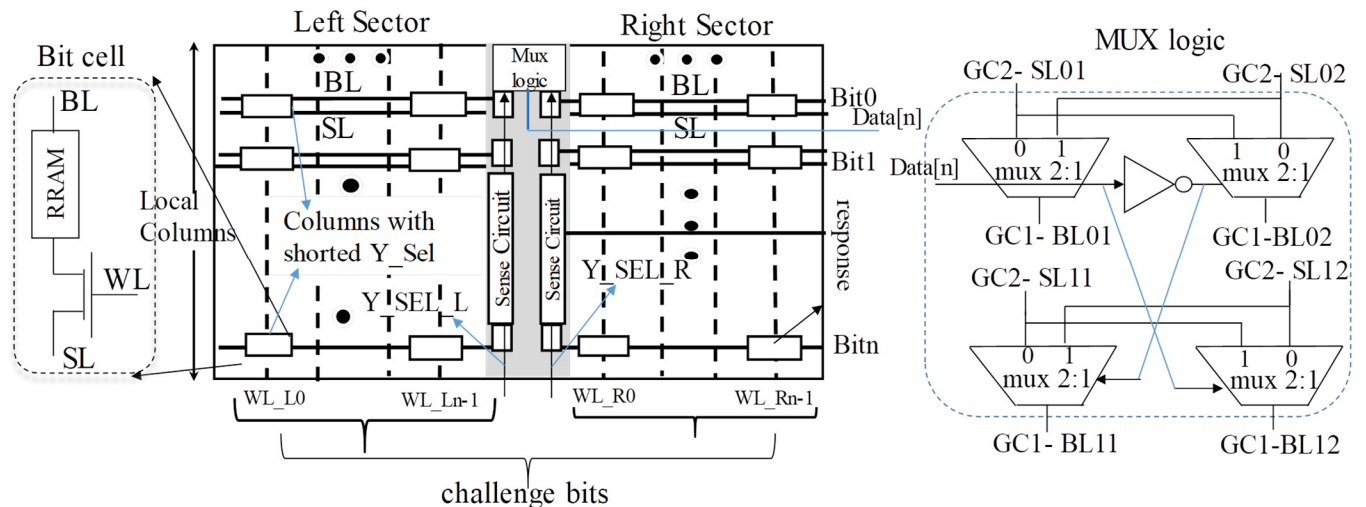 Left Sector
Right Sector
MUX logic
Bit cell
BL
RRAM
WL
SL
Local
Columns
BL
SL
Columns with
shorted Y_Sel
Y_SEL_L
Mux
logic
Sense Circuit
Sense Circuit
Y_SEL_R
BL
SL
Bit0
Data[n]
Bit1
response
Bitn
WL_L0
WL_Ln-1
WL_R0
WL_Rn-1
challenge bits
GC2- SL01
GC2- SL02
0 1
mux 2:1
1 0
mux 2:1
Data[n]
GC1- BL01
GC1-BL02
GC2- SL11
GC2- SL12
0 1
mux 2:1
1 0
mux 2:1
GC1- BL11
GC1- BL12